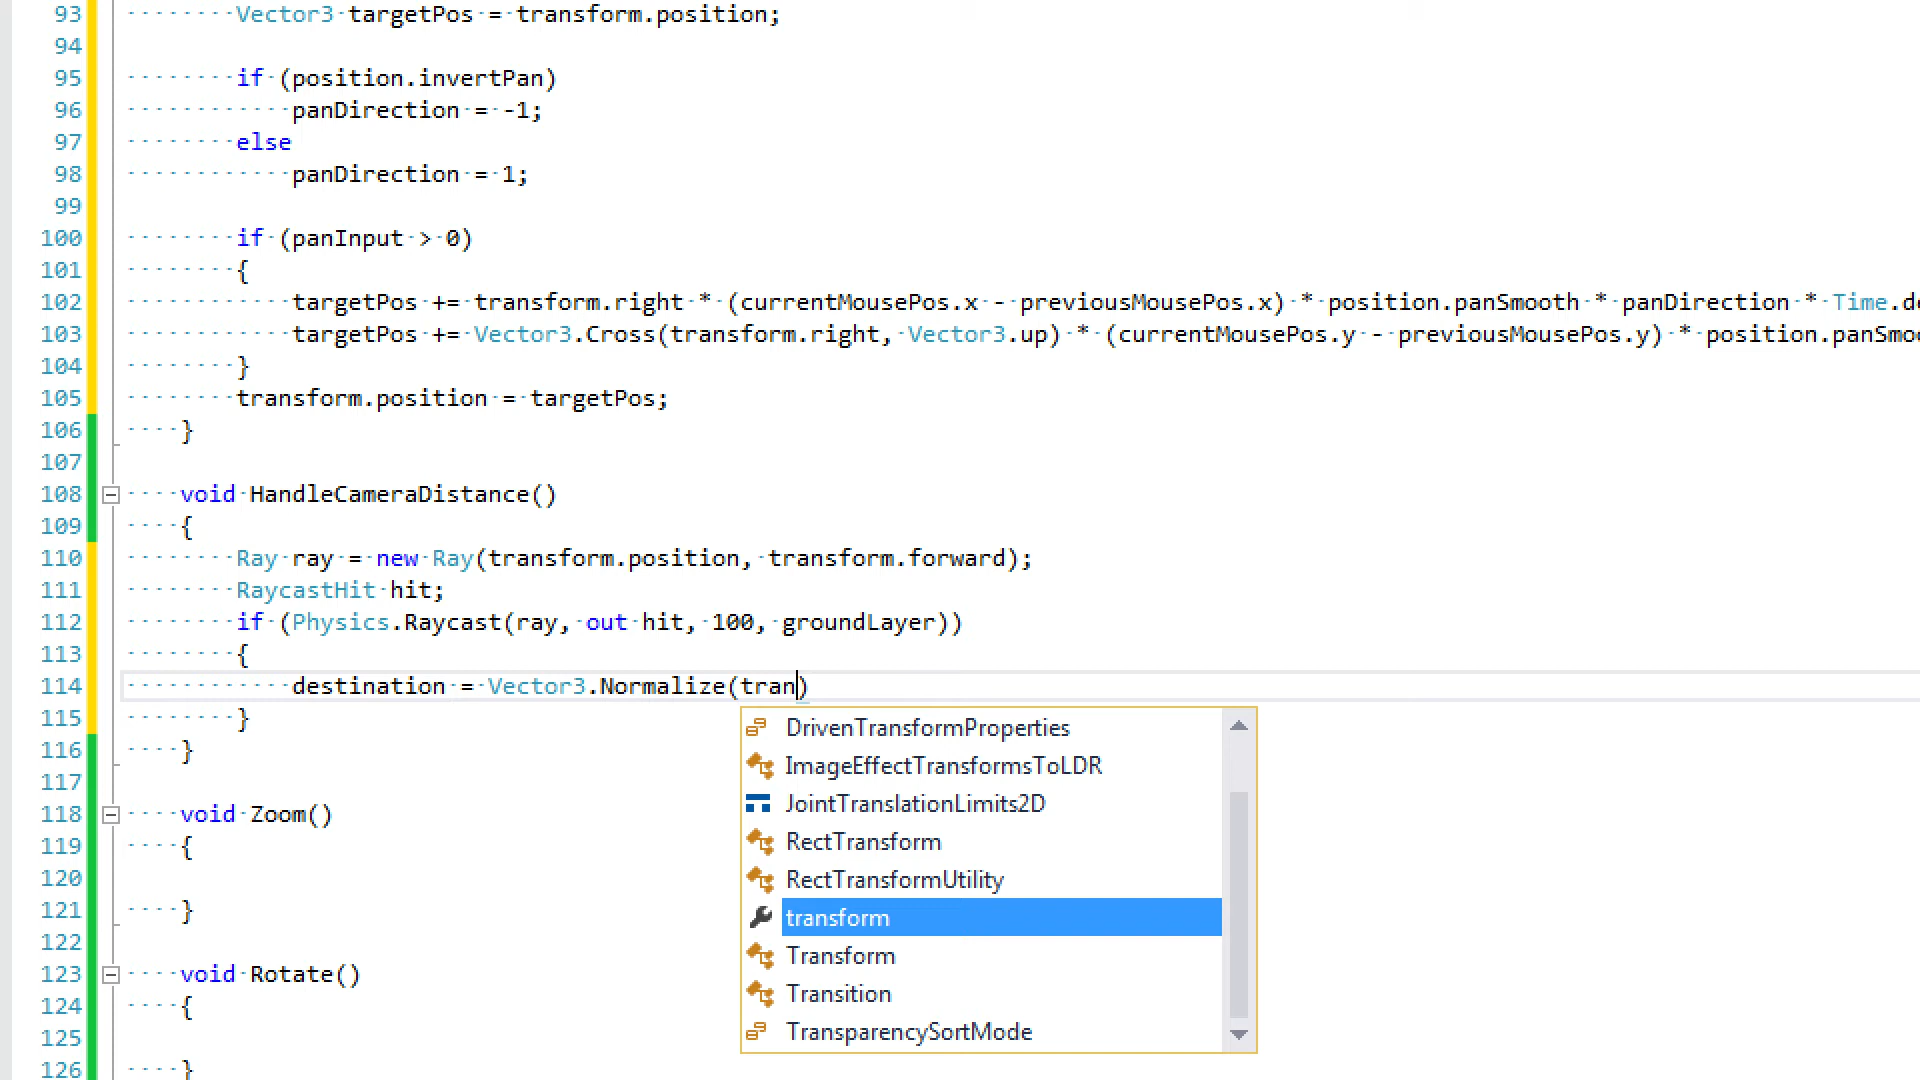 93 Vector3 targetPos = transform.position;
94
95 if (position.invertPan)
96 panDirection = -1;
97 else
98 panDirection = 1;
99
100 if (panInput > 0)
101 {
102 targetPos += transform.right * (currentMousePos.x - previousMousePos.x) * position.panSmooth * panDirection * Time.de
103 targetPos += Vector3.Cross(transform.right, Vector3.up) * (currentMousePos.y - previousMousePos.y) * position.panSmoo
104 }
105 transform.position = targetPos;
106 }
107
108 void HandleCameraDistance()
109 {
110 Ray ray = new Ray(transform.position, transform.forward);
111 RaycastHit hit;
112 if (Physics.Raycast(ray, out hit, 100, groundLayer))
113 {
114 destination = Vector3.Normalize(tran)
115 }
116 }
117
118 void Zoom()
119 {
120
121 }
122
123 void Rotate()
124 {
125
126 }
DrivenTransformProperties
ImageEffectTransformsToLDR
JointTranslationLimits2D
RectTransform
RectTransformUtility
transform
Transform
Transition
TransparencySortMode